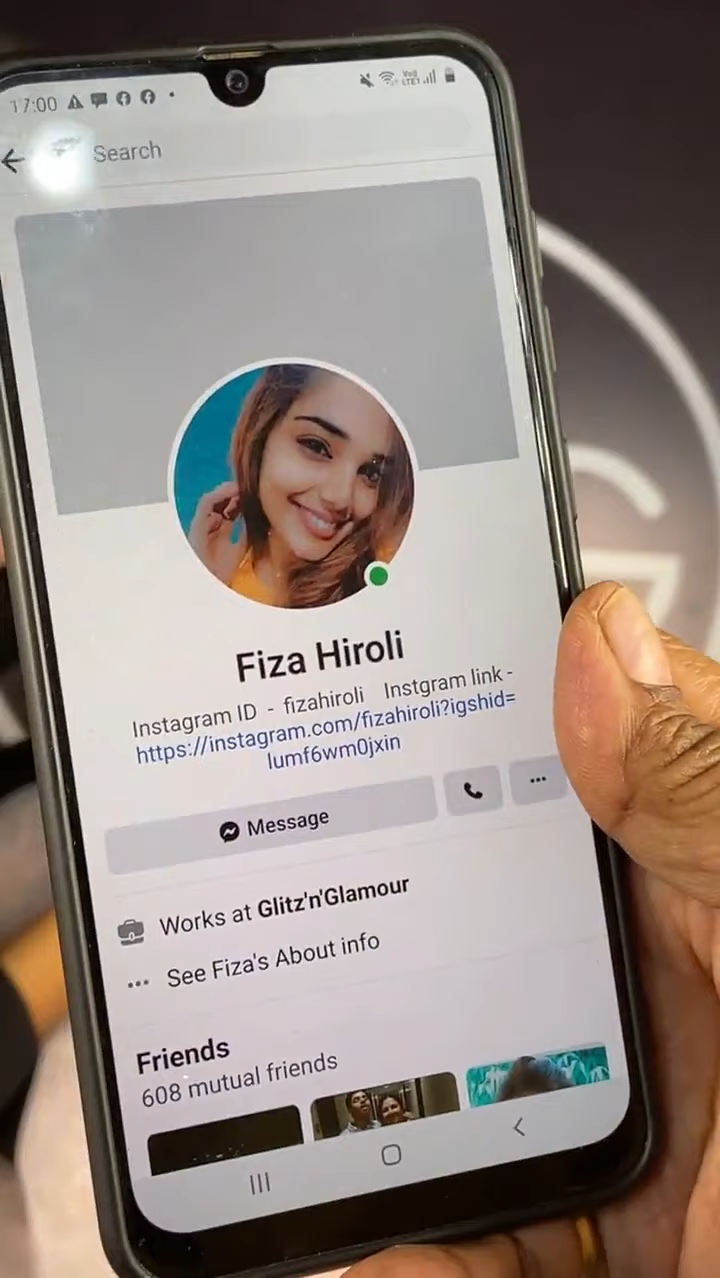 17:00
Search
Fiza Hiroli
Instagram ID - fizahiroli Instgram link -
https://instagram.com/fizahiroli?igshid=
lumf6wm0jxin
Message
Works at Glitz'n'Glamour
See Fiza's About info
Friends
608 mutual friends